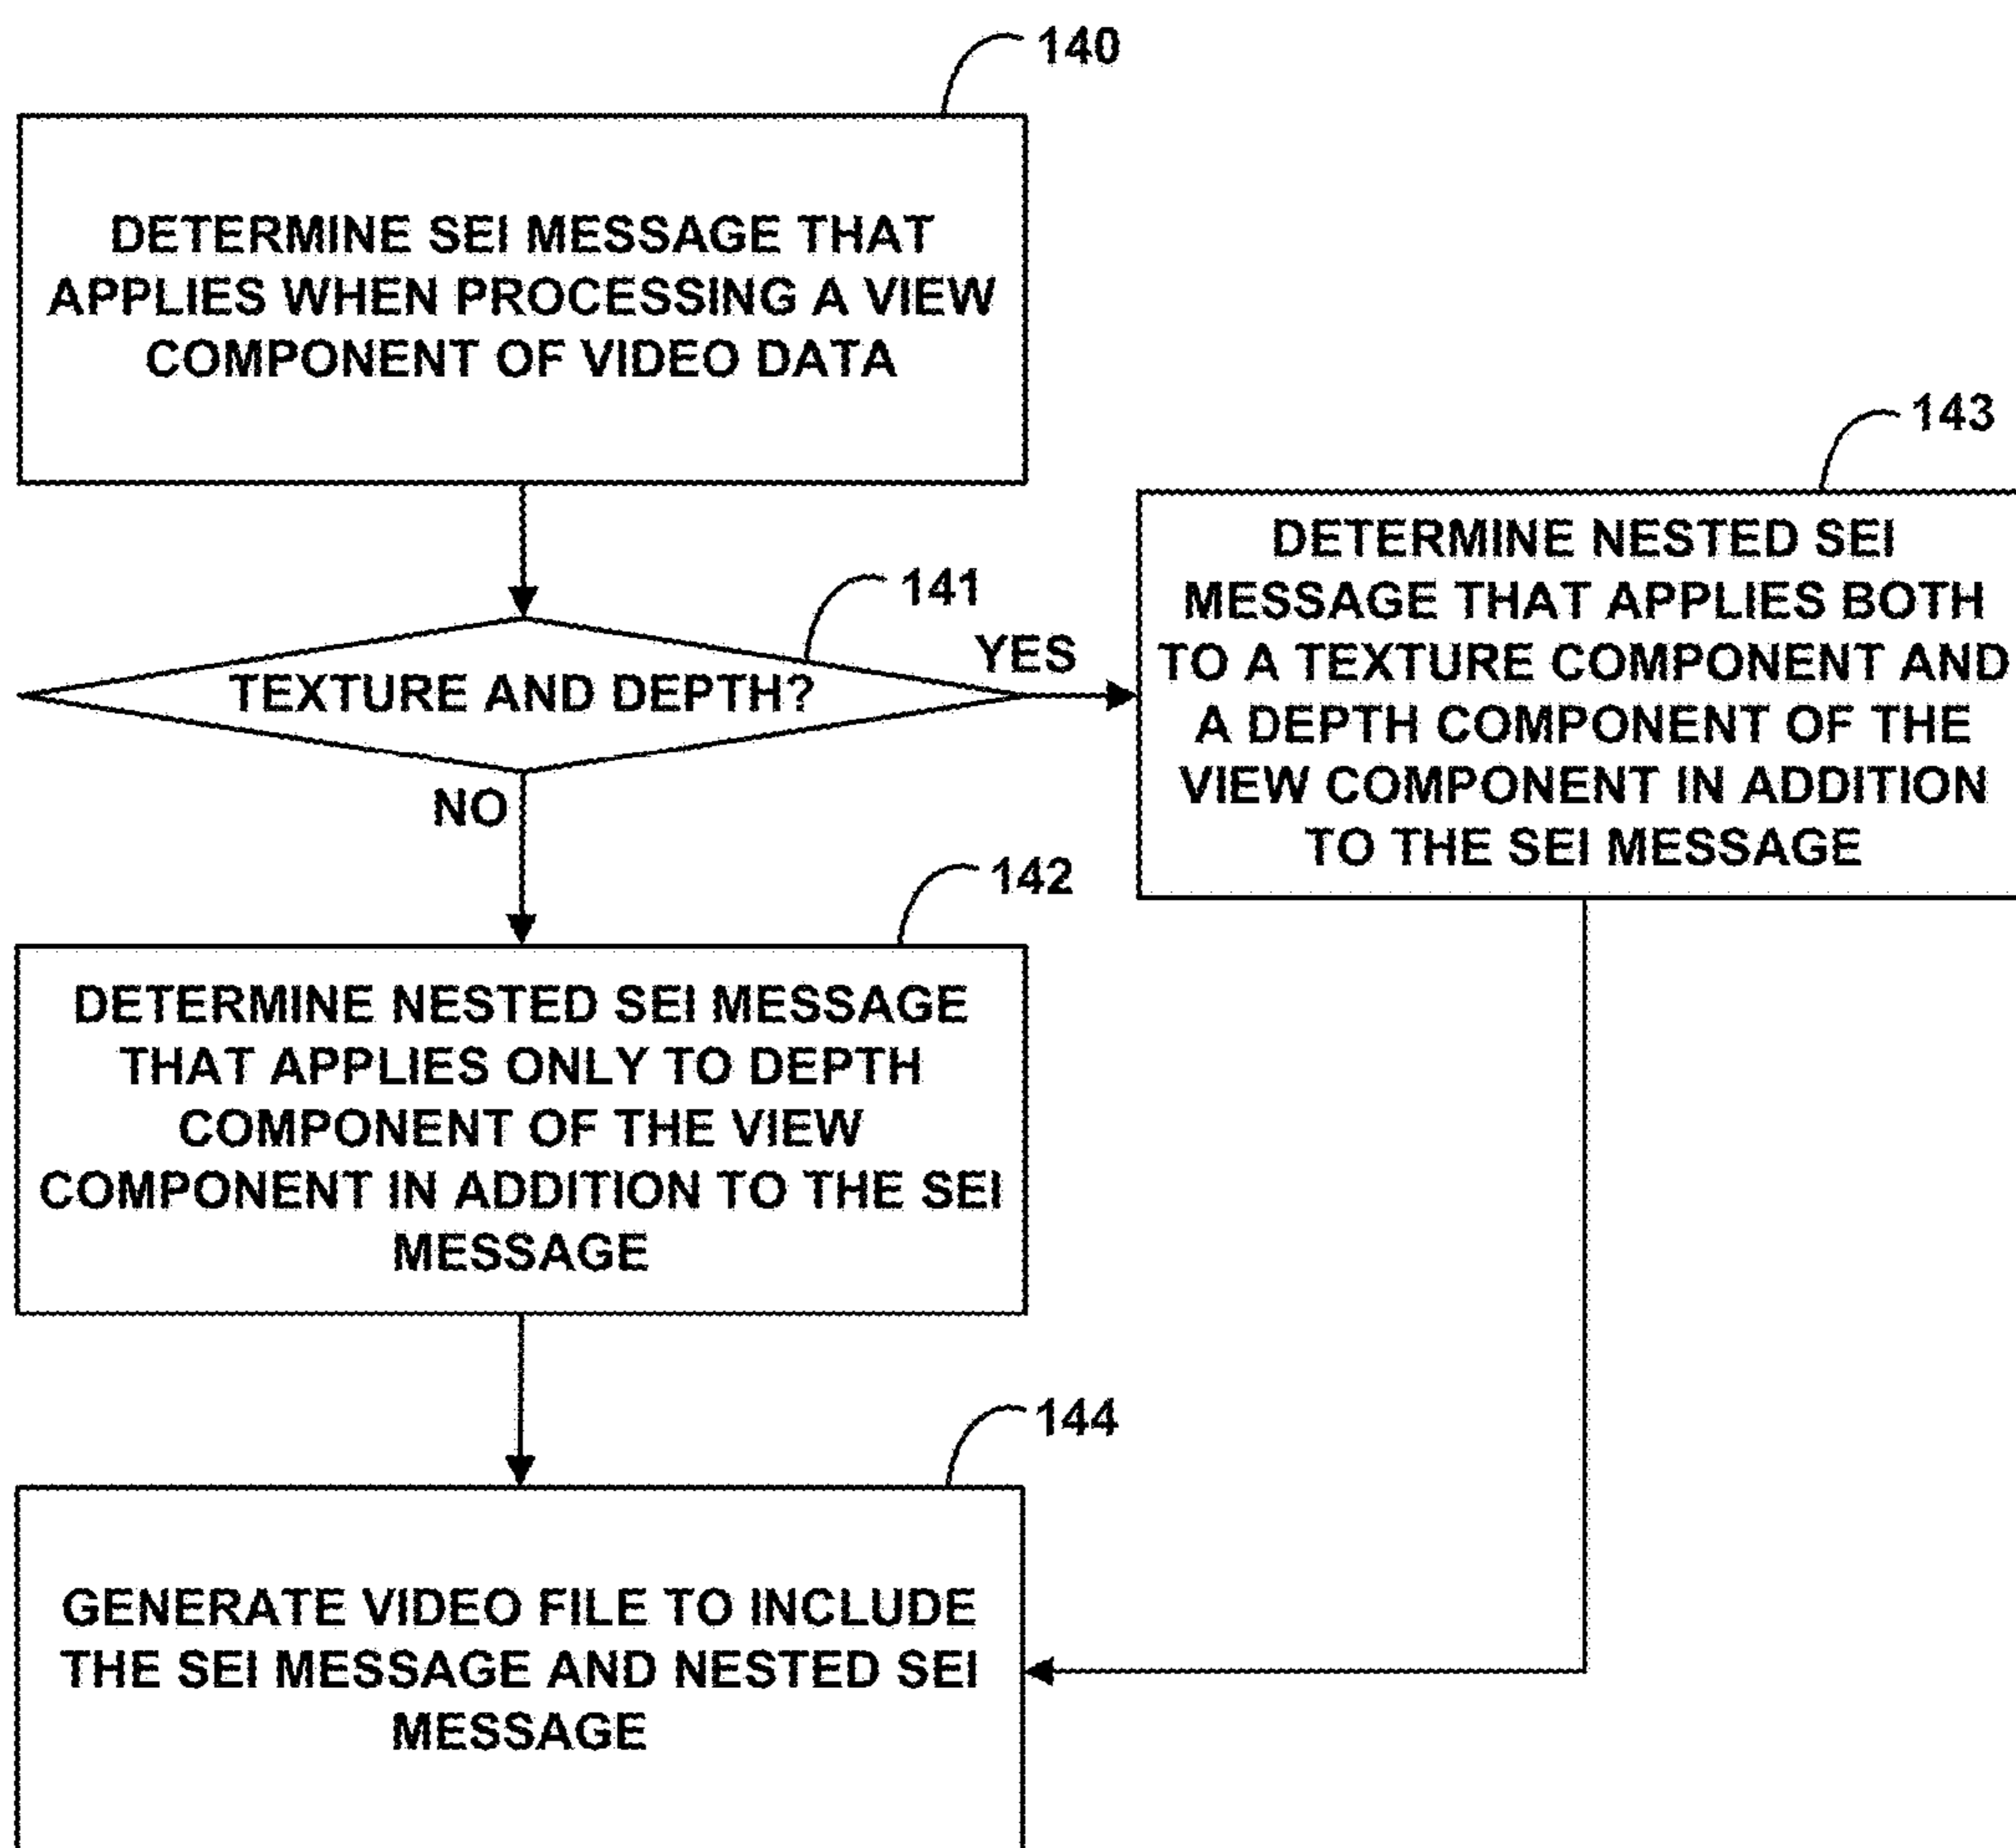 140
DETERMINE SEI MESSAGE THAT
APPLIES WHEN PROCESSING A VIEW
COMPONENT OF VIDEO DATA
141
TEXTURE AND DEPTH?
YES
NO
143
DETERMINE NESTED SEI
MESSAGE THAT APPLIES BOTH
TO A TEXTURE COMPONENT AND
A DEPTH COMPONENT OF THE
VIEW COMPONENT IN ADDITION
TO THE SEI MESSAGE
142
DETERMINE NESTED SEI MESSAGE
THAT APPLIES ONLY TO DEPTH
COMPONENT OF THE VIEW
COMPONENT IN ADDITION TO THE SEI
MESSAGE
144
GENERATE VIDEO FILE TO INCLUDE
THE SEI MESSAGE AND NESTED SEI
MESSAGE